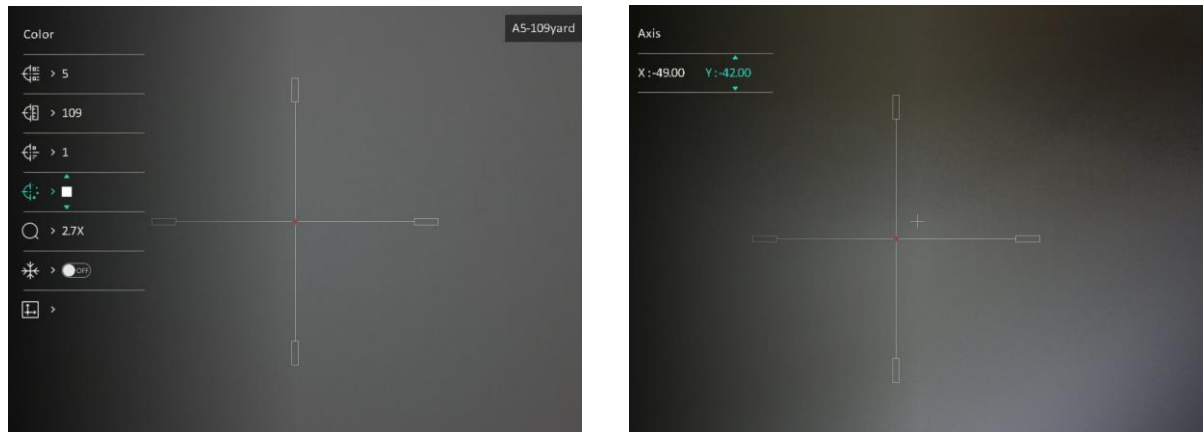 Color
A5-109yard
> 5
> 109
> 1
>
> 2.7X
> OFF
>
Axis
X :-49.00 Y :-42.00